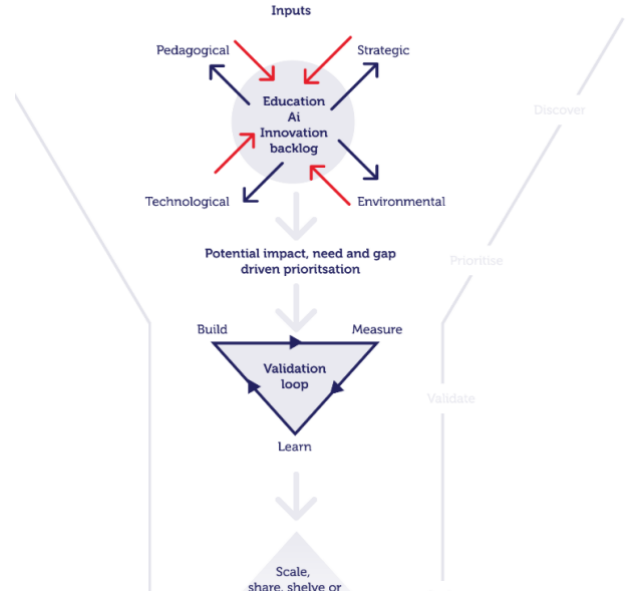 Inputs
Pedagogical
Strategic
Education
Ai
Innovation
backlog
Discover
Technological
Environmental
Potential impact, need and gap
driven prioritsation
Prioritise
Build
Measure
Validation
loop
Validate
Learn
Scale,
share, shelve or